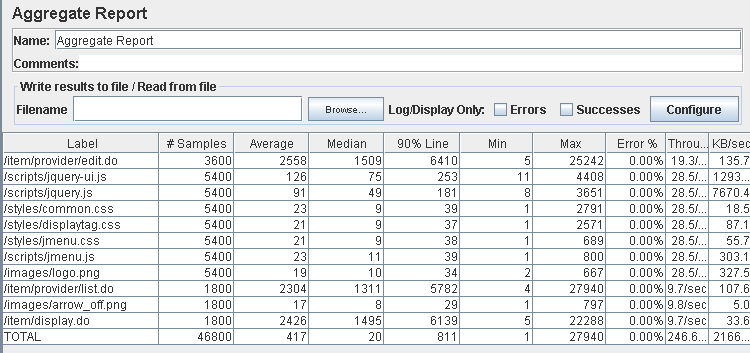 Aggregate Report
Name: Aggregate Report
Comments:
Write results to file / Read from file
Filename Browse... Log/Display Only: Errors Successes Configure
Label # Samples Average Median 90% Line Min Max Error % Throu... KB/sec
/item/provider/edit.do 3600 2558 1509 6410 5 25242 0.00% 19.3/... 135.7
/scripts/jquery-ui.js 5400 126 75 253 11 4408 0.00% 28.5/... 1293...
/scripts/jquery.js 5400 91 49 181 8 3651 0.00% 28.5/... 7670.4
/styles/common.css 5400 23 9 39 1 2791 0.00% 28.5/... 18.5
/styles/displaytag.css 5400 21 9 37 1 2571 0.00% 28.5/... 87.1
/styles/jmenu.css 5400 21 9 38 1 689 0.00% 28.5/... 55.7
/scripts/jmenu.js 5400 23 11 39 1 800 0.00% 28.5/... 303.1
/images/logo.png 5400 19 10 34 2 667 0.00% 28.5/... 327.5
/item/provider/list.do 1800 2304 1311 5782 4 27940 0.00% 9.7/sec 107.6
/images/arrow_off.png 1800 17 8 29 1 797 0.00% 9.8/sec 5.0
/item/display.do 1800 2426 1495 6139 5 22288 0.00% 9.7/sec 33.6
TOTAL 46800 417 20 811 1 27940 0.00% 246.6... 2166...